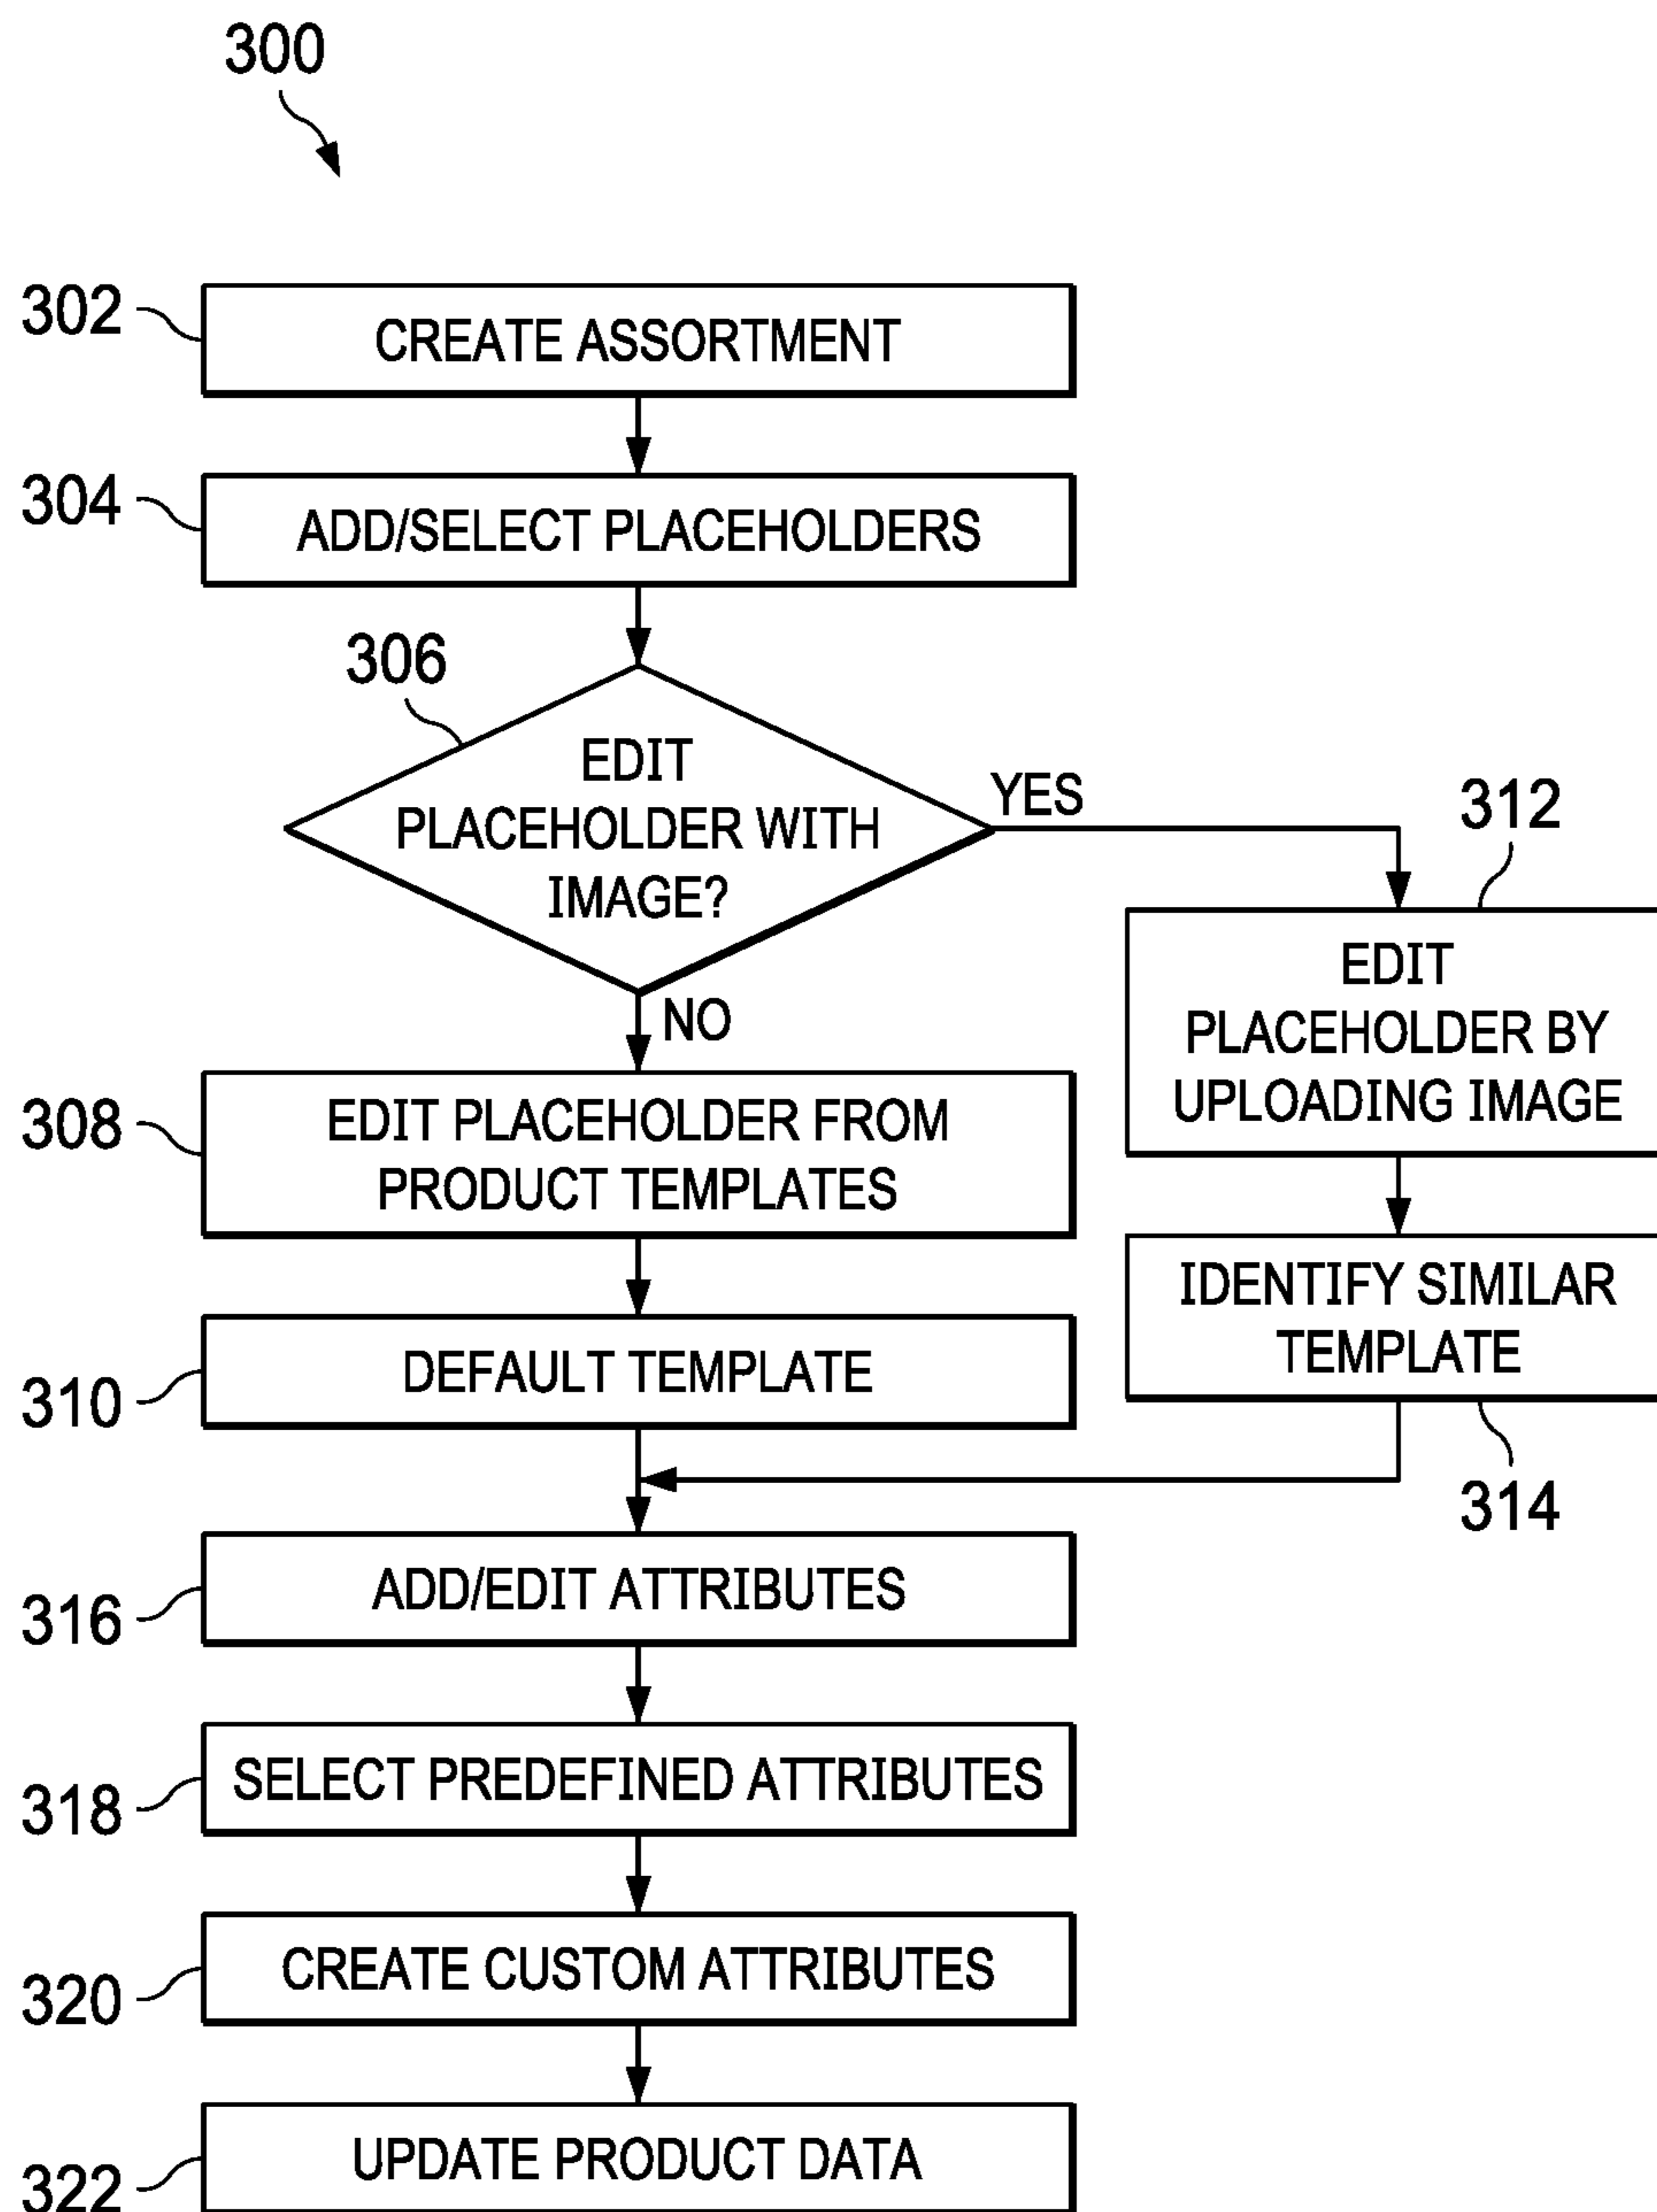 300
302
CREATE ASSORTMENT
304
ADD/SELECT PLACEHOLDERS
306
EDIT
PLACEHOLDER WITH
IMAGE?
YES
NO
312
EDIT
PLACEHOLDER BY
UPLOADING IMAGE
308
EDIT PLACEHOLDER FROM
PRODUCT TEMPLATES
IDENTIFY SIMILAR
TEMPLATE
314
310
DEFAULT TEMPLATE
316
ADD/EDIT ATTRIBUTES
318
SELECT PREDEFINED ATTRIBUTES
320
CREATE CUSTOM ATTRIBUTES
322
UPDATE PRODUCT DATA